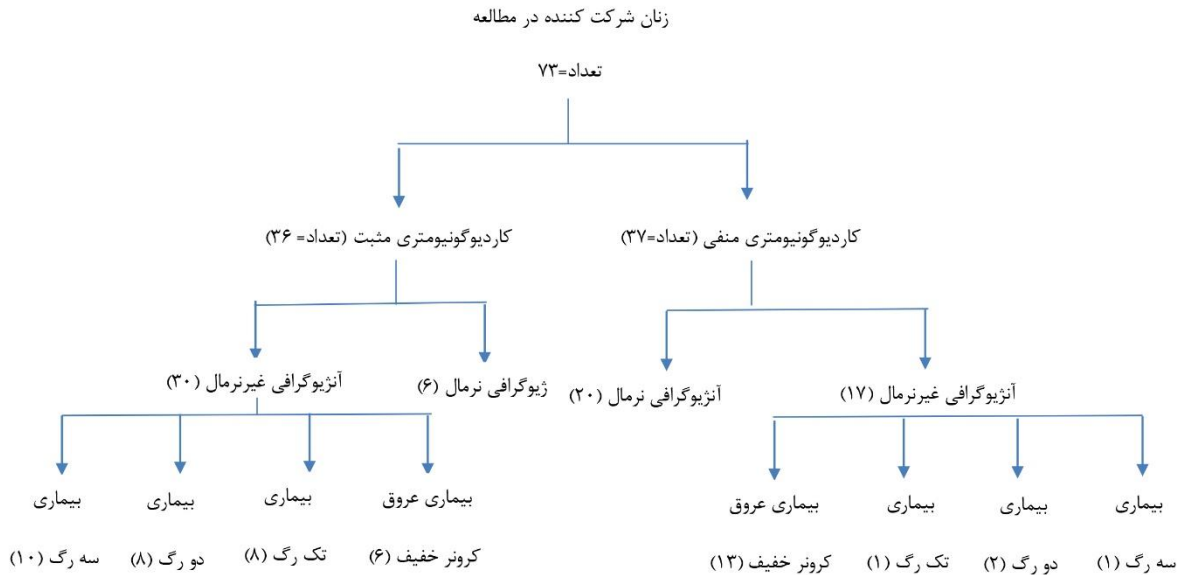 زنان شرکت کننده در مطالعه
تعداد=۷۳
کاردیوگونیومتری منفی (تعداد=۳۷)
کاردیوگونیومتری مثبت (تعداد= ۳۶)
آنژیوگرافی غیرنرمال (۱۷)
آنژیوگرافی نرمال (۲۰)
ژیوگرافی نرمال (۶)
آنژیوگرافی غیرنرمال (۳۰)
بیماری
سه رگ (۱)
بیماری
دو رگ (۲)
بیماری
تک رگ (۱)
بیماری عروق
کرونر خفیف (۱۳)
بیماری عروق
کرونر خفیف (۶)
بیماری
تک رگ (۸)
بیماری
دو رگ (۸)
بیماری
سه رگ (۱۰)